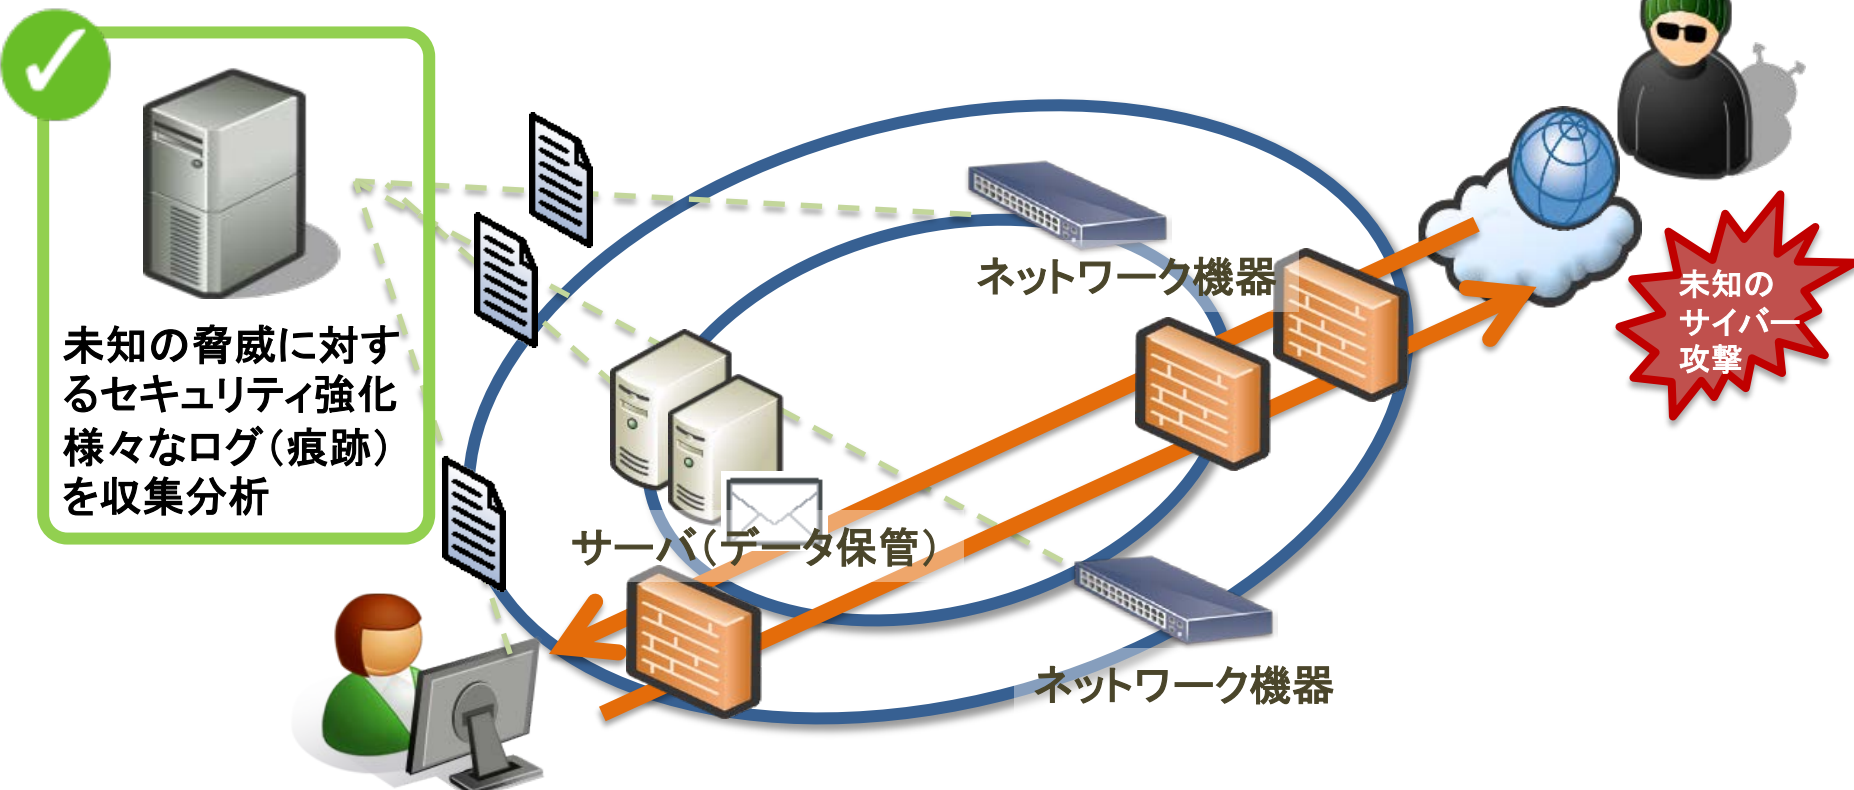 未知の脅威に対す
るセキュリティ強化
様々なログ（痕跡）
を収集分析
ネットワーク機器
サーバ（データ保管）
ネットワーク機器
未知の
サイバー
攻撃